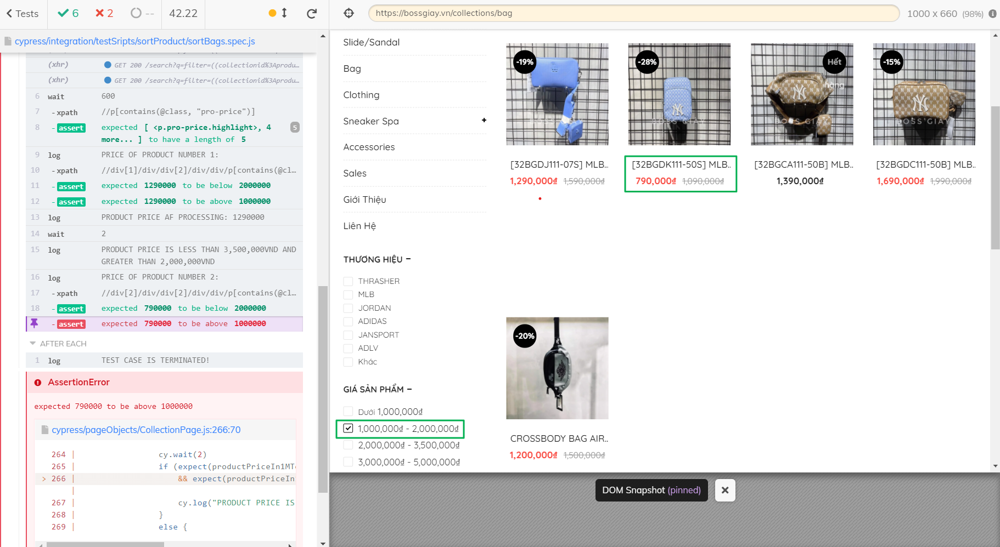 Tests
6
2
--
42.22
https://bossgiay.vn/collections/bag
1000 x 660 (98%)
cypress/integration/testSripts/sortProduct/sortBags.spec.js
(xhr) GET 200 /search?q=filter=((collectionid%3Aprodu…
(xhr) GET 200 /search?q=filter=((collectionid%3Aprodu…
6 wait 600
7 -xpath //p[contains(@class, "pro-price")]
8 -assert expected [ <p.pro-price.highlight>, 4 5
more... ] to have a length of 5
9 log PRICE OF PRODUCT NUMBER 1:
10 -xpath //div[1]/div/div[2]/div/div/p[contains(@cl…
11 -assert expected 1290000 to be below 2000000
12 -assert expected 1290000 to be above 1000000
13 log PRODUCT PRICE AF PROCESSING: 1290000
14 wait 2
15 log PRODUCT PRICE IS LESS THAN 3,500,000VND AND
GREATER THAN 2,000,000VND
16 log PRICE OF PRODUCT NUMBER 2:
17 -xpath //div[2]/div/div[2]/div/div/p[contains(@cl…
18 -assert expected 790000 to be below 2000000
-assert expected 790000 to be above 1000000
AFTER EACH
1 log TEST CASE IS TERMINATED!
AssertionError
expected 790000 to be above 1000000
cypress/pageObjects/CollectionPage.js:266:70
264 | cy.wait(2)
265 | if (expect(productPriceIn1MT
> 266 | && expect(productPriceIn
|
267 | cy.log("PRODUCT PRICE IS
268 | }
269 | else {
Slide/Sandal
Bag
Clothing
Sneaker Spa +
Accessories
Sales
Giới Thiệu
Liên Hệ
THƯƠNG HIỆU −
THRASHER
MLB
JORDAN
ADIDAS
JANSPORT
ADLV
Khác
GIÁ SẢN PHẨM −
Dưới 1,000,000₫
1,000,000₫ - 2,000,000₫
2,000,000₫ - 3,500,000₫
3,000,000₫ - 5,000,000₫
-19%
BOSS GIAY
[32BGDJ111-07S] MLB..
1,290,000₫ 1,590,000₫
-28%
NY
BOSS GIAY
[32BGDK111-50S] MLB..
790,000₫ 1,090,000₫
Hết
hàng
NY
BOSS GIAY
[32BGCA111-50B] MLB..
1,390,000₫
-15%
NY
BOSS GIAY
[32BGDC111-50B] MLB..
1,690,000₫ 1,990,000₫
-20%
CROSSBODY BAG AIR..
1,200,000₫ 1,500,000₫
DOM Snapshot (pinned)